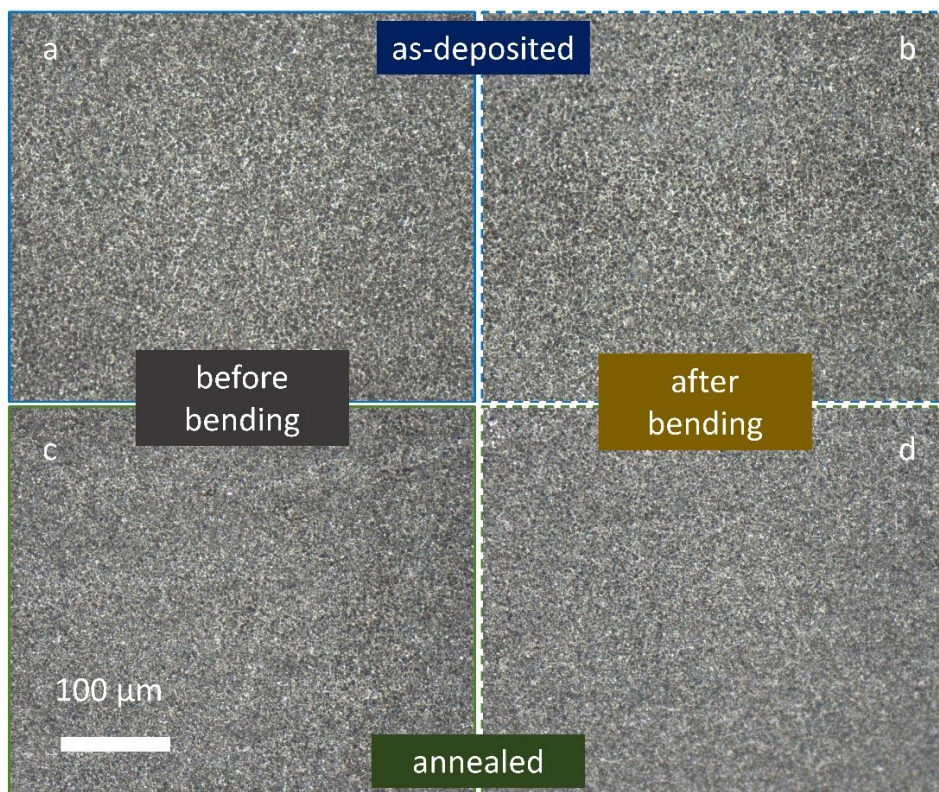 a
as-deposited
b
before
bending
after
bending
c
d
100 μm
annealed